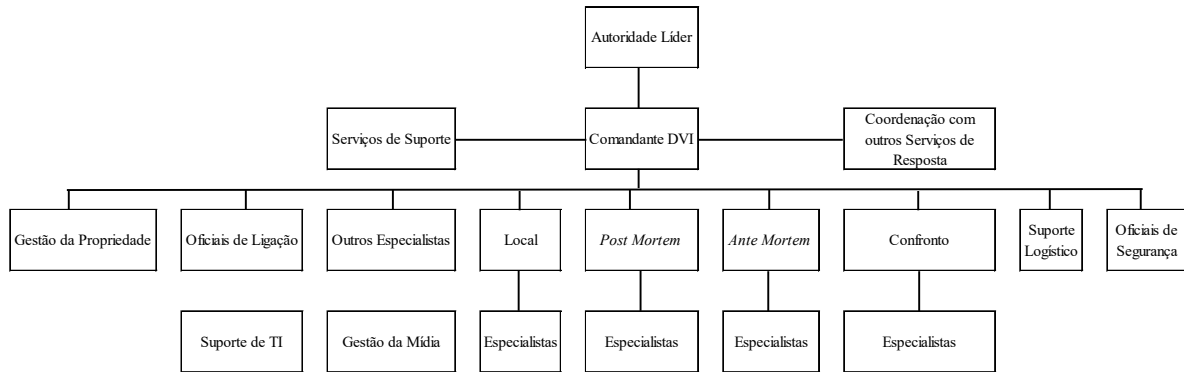 Autoridade Líder
Serviços de Suporte
Comandante DVI
Coordenação com
outros Serviços de
Resposta
Gestão da Propriedade
Oficiais de Ligação
Outros Especialistas
Local
Post Mortem
Ante Mortem
Confronto
Suporte
Logístico
Oficiais de
Segurança
Suporte de TI
Gestão da Mídia
Especialistas
Especialistas
Especialistas
Especialistas